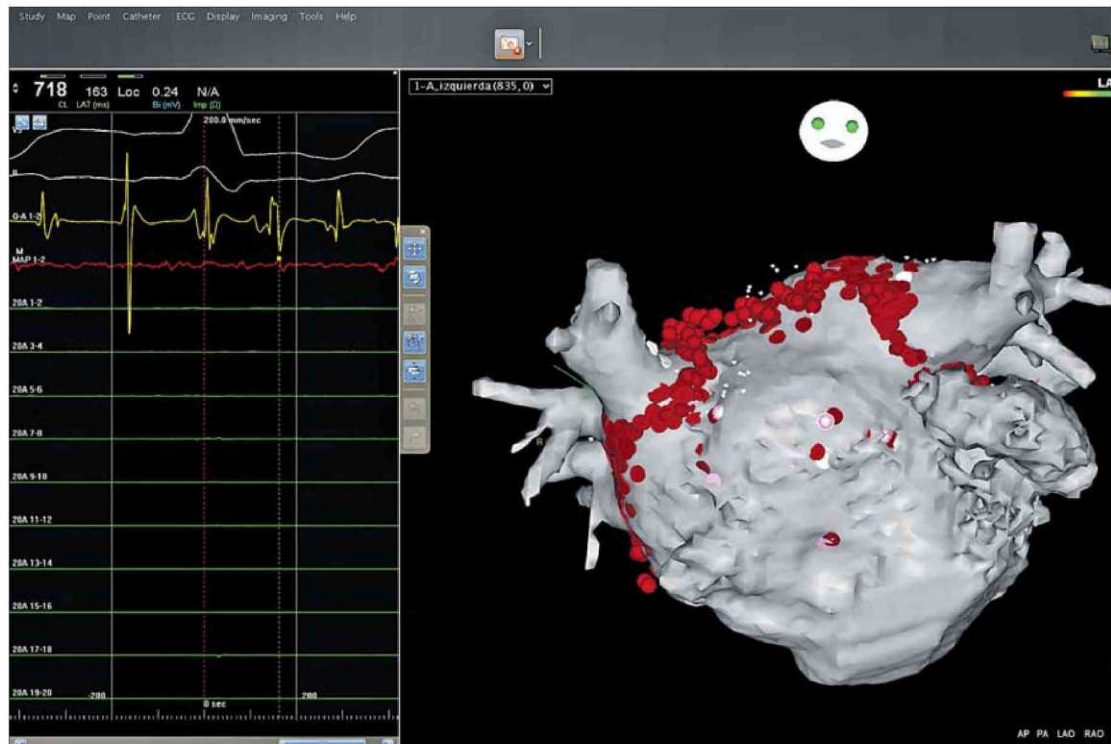 Study Map Point Catheter ECG Display Imaging Tools Help
718 163 Loc 0.24 N/A
CL LAT (ms) Bi (mV) Imp (Ω)
1-A_izquierda (835, 0)
LA
200.0 mm/sec
II
M
MAP 1-2
20A 1-2
20A 3-4
20A 5-6
20A 7-8
20A 9-10
20A 11-12
20A 13-14
20A 15-16
20A 17-18
20A 19-20
-200 200
0 sec
R
AP PA LAO RAO